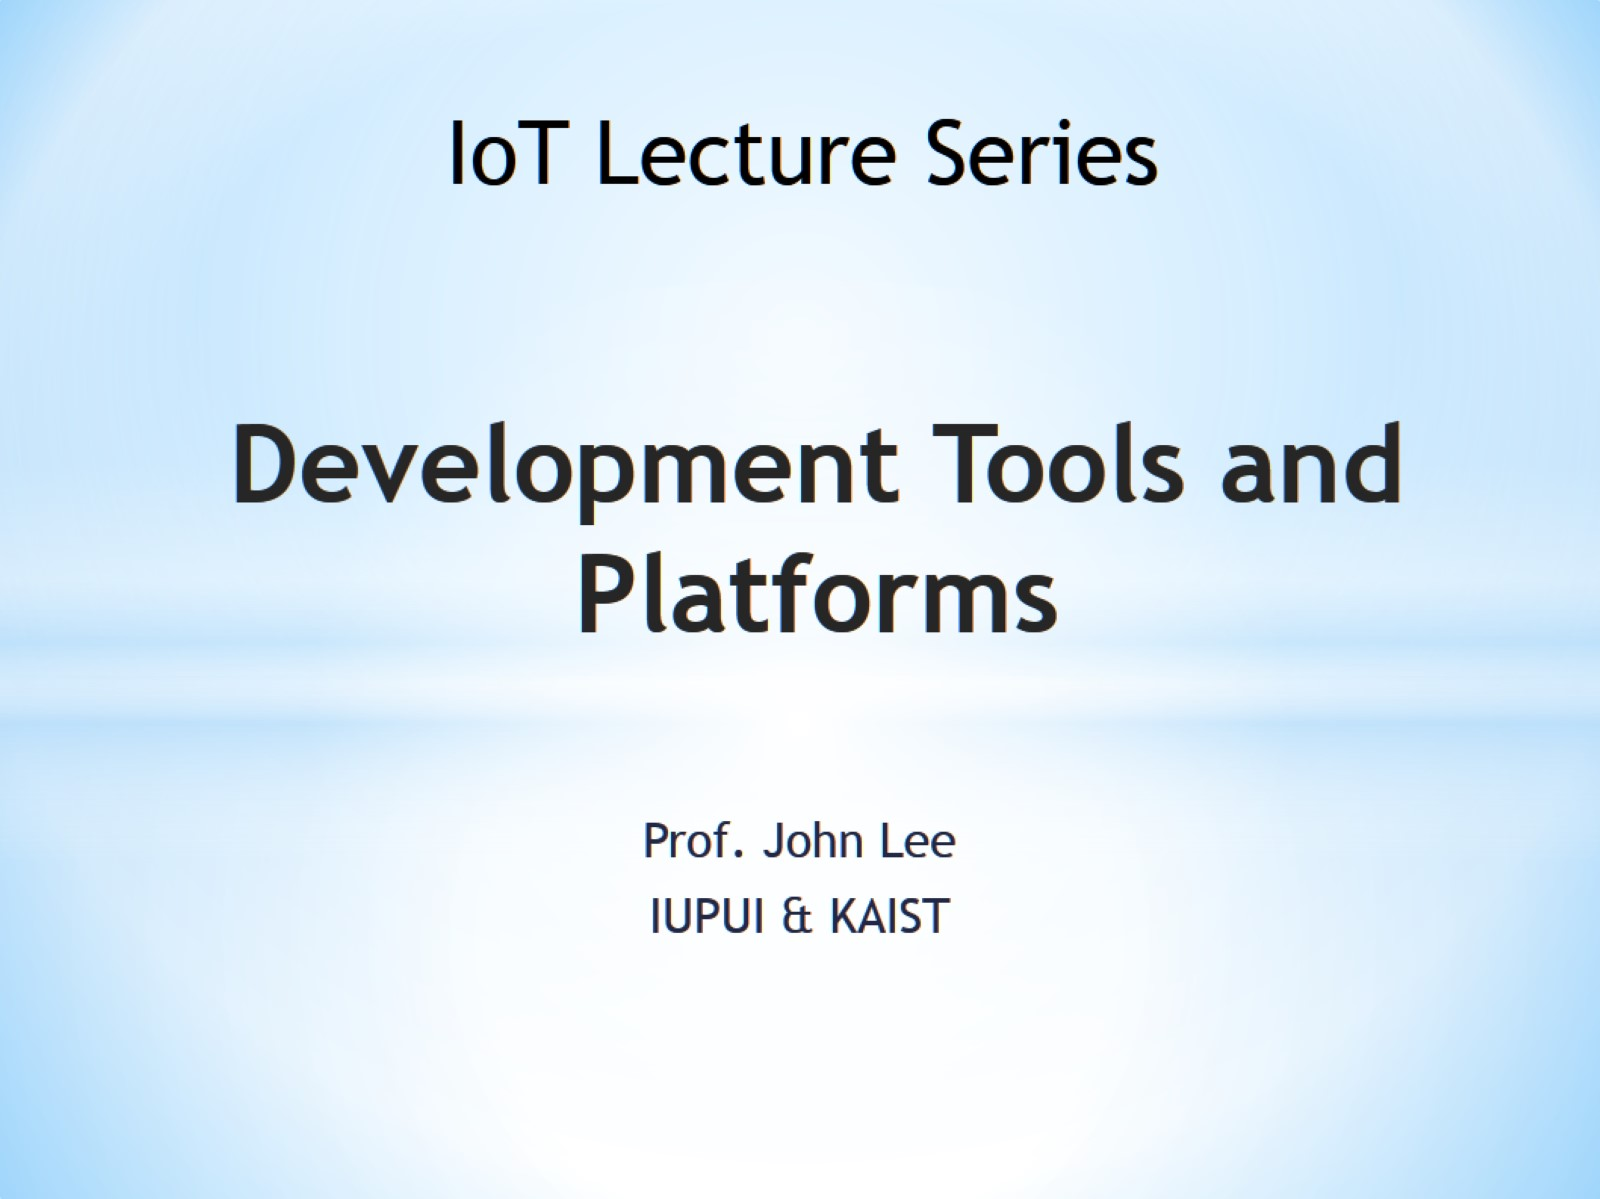 IoT Lecture Series
Development Tools and
Platforms
Prof. John Lee
IUPUI & KAIST